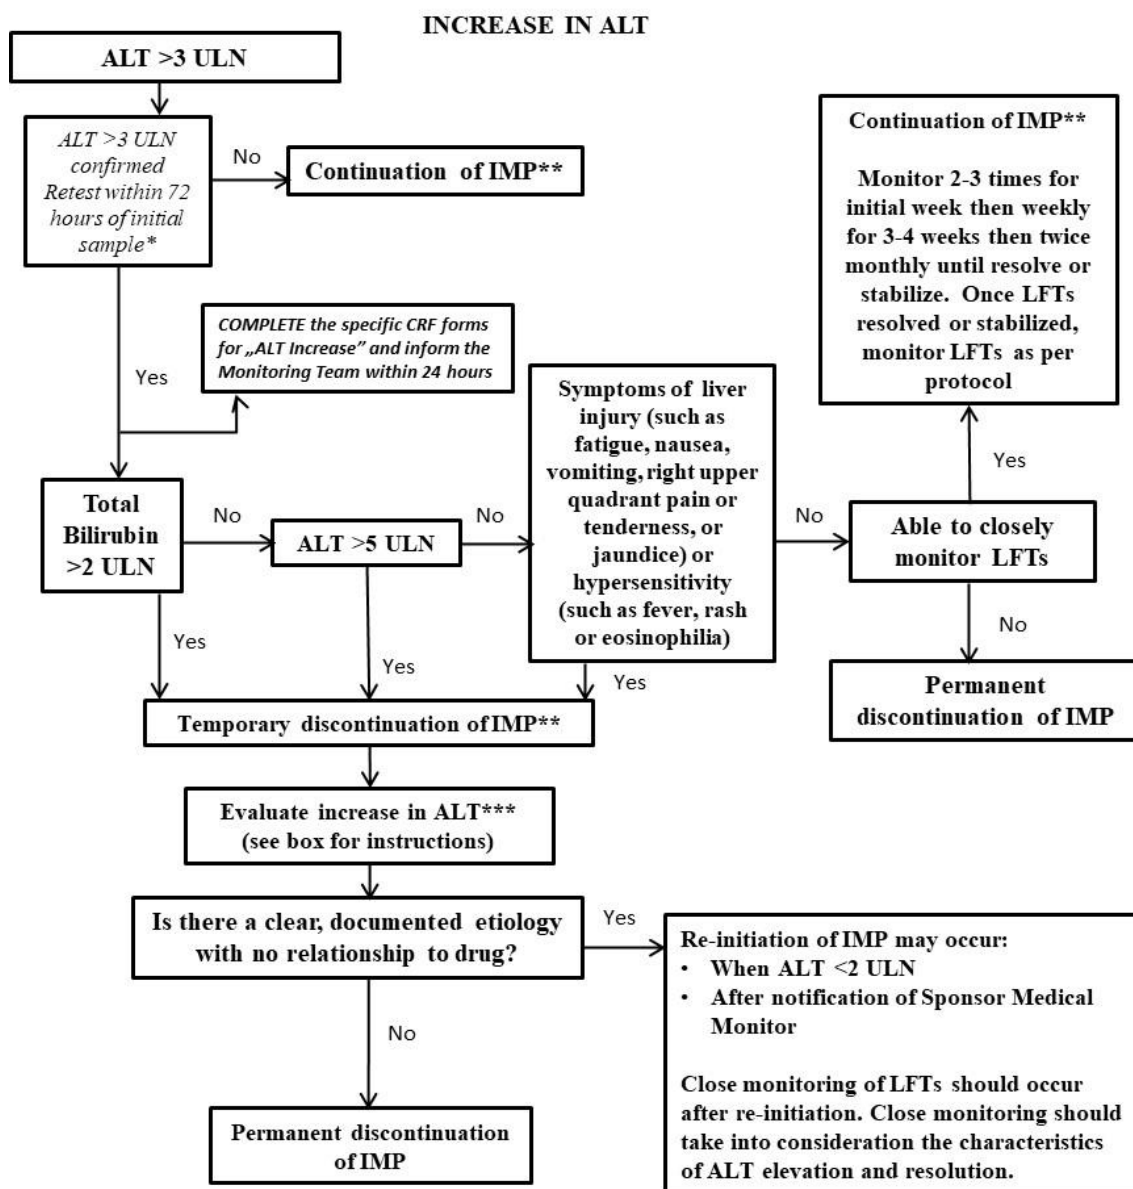 INCREASE IN ALT
ALT >3 ULN
ALT >3 ULN
confirmed
Retest within 72
hours of initial
sample*
No
Continuation of IMP**
Continuation of IMP**
Monitor 2-3 times for
initial week then weekly
for 3-4 weeks then twice
monthly until resolve or
stabilize. Once LFTs
resolved or stabilized,
monitor LFTs as per
protocol
Yes
COMPLETE the specific CRF forms
for „ALT Increase” and inform the
Monitoring Team within 24 hours
Total
Bilirubin
>2 ULN
No
ALT >5 ULN
No
Symptoms of liver
injury (such as
fatigue, nausea,
vomiting, right upper
quadrant pain or
tenderness, or
jaundice) or
hypersensitivity
(such as fever, rash
or eosinophilia)
No
Able to closely
monitor LFTs
Yes
No
Permanent
discontinuation of IMP
Yes
Yes
Yes
Temporary discontinuation of IMP**
Evaluate increase in ALT***
(see box for instructions)
Is there a clear, documented etiology
with no relationship to drug?
Yes
Re-initiation of IMP may occur:
• When ALT <2 ULN
• After notification of Sponsor Medical
Monitor
Close monitoring of LFTs should occur
after re-initiation. Close monitoring should
take into consideration the characteristics
of ALT elevation and resolution.
No
Permanent discontinuation
of IMP